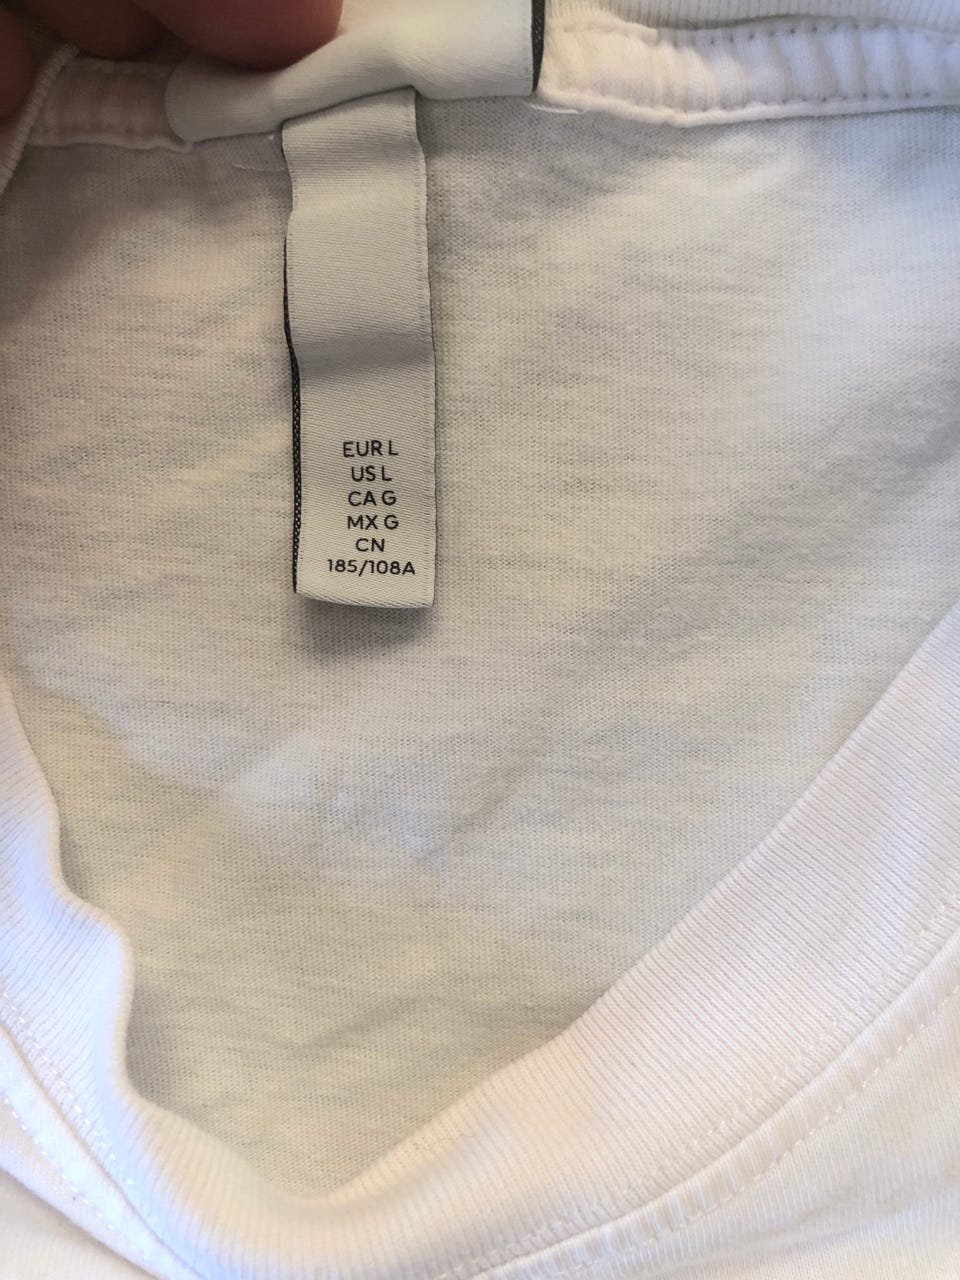 EUR L
US L
CA G
MX G
CN
185/108A